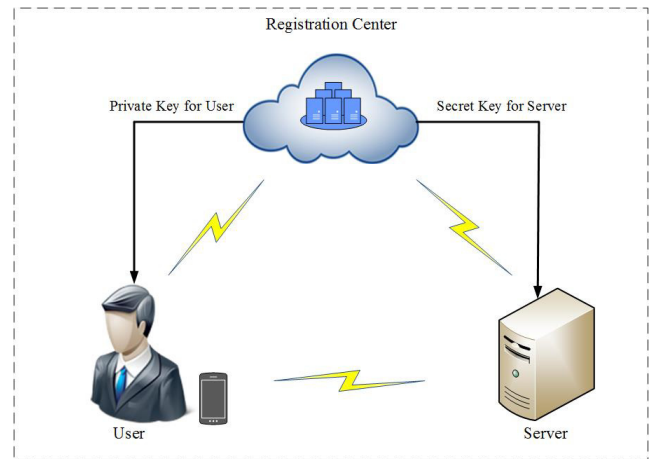 Registration Center
Private Key for User
Secret Key for Server
User
Server